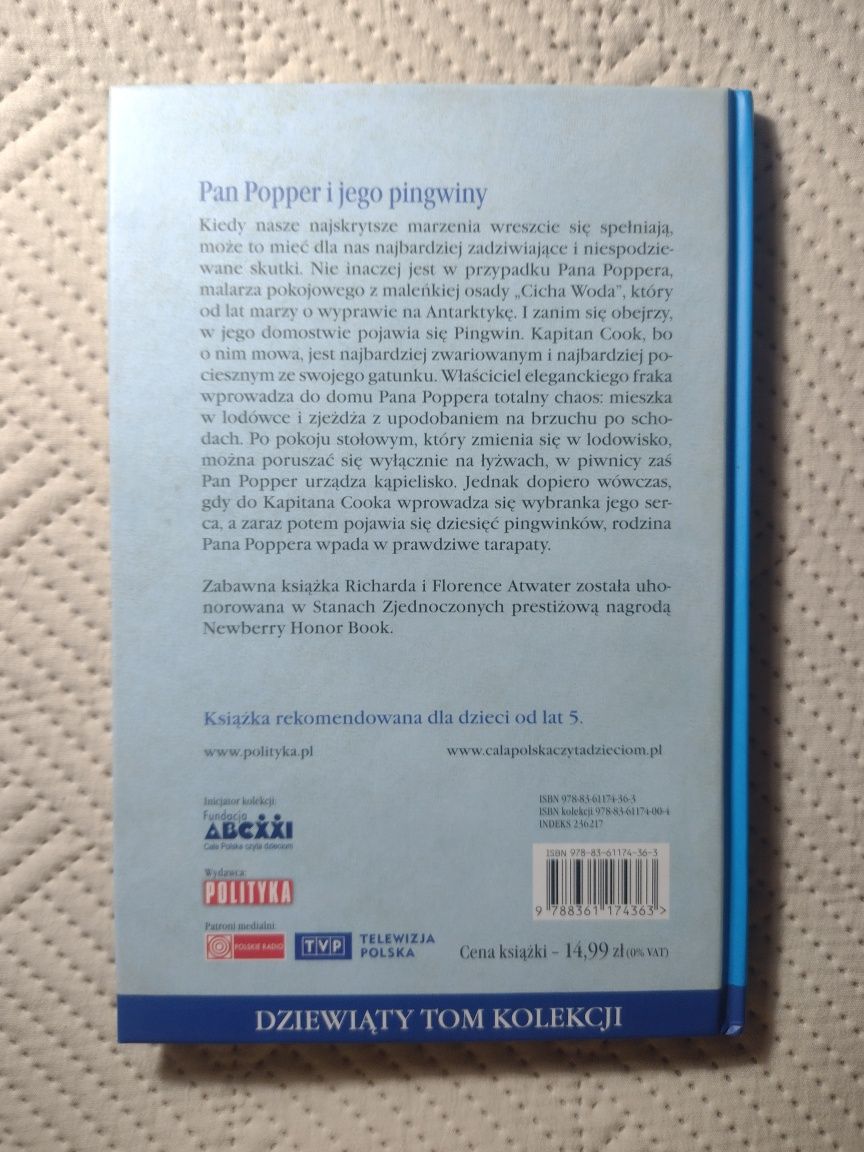 Pan Popper i jego pingwiny
Kiedy nasze najskrytsze marzenia wreszcie się spełniają,
może to mieć dla nas najbardziej zadziwiające i niespodzie-
wane skutki. Nie inaczej jest w przypadku Pana Poppera,
malarza pokojowego z maleńkiej osady „Cicha Woda”, który
od lat marzy o wyprawie na Antarktykę. I zanim się obejrzy,
w jego domostwie pojawia się Pingwin. Kapitan Cook, bo
o nim mowa, jest najbardziej zwariowanym i najbardziej po-
ciesznym ze swojego gatunku. Właściciel eleganckiego fraka
wprowadza do domu Pana Poppera totalny chaos: mieszka
w lodówce i zjeżdża z upodobaniem na brzuchu po scho-
dach. Po pokoju stołowym, który zmienia się w lodowisko,
można poruszać się wyłącznie na łyżwach, w piwnicy zaś
Pan Popper urządza kąpielisko. Jednak dopiero wówczas,
gdy do Kapitana Cooka wprowadza się wybranka jego ser-
ca, a zaraz potem pojawia się dziesięć pingwinków, rodzina
Pana Poppera wpada w prawdziwe tarapaty.
Zabawna książka Richarda i Florence Atwater została uho-
norowana w Stanach Zjednoczonych prestiżową nagrodą
Newberry Honor Book.
Książka rekomendowana dla dzieci od lat 5.
www.polityka.pl www.calapolskaczytadzieciom.pl
Inicjator kolekcji:
Fundacja
ABCXXI
Cała Polska czyta dzieciom
ISBN 978-83-61174-36-3
ISBN kolekcji 978-83-61174-00-4
INDEKS 236217
ISBN 978-83-61174-36-3
9 788361 174363 >
Wydawca:
POLITYKA
Patroni medialni:
POLSKIE RADIO
TVP TELEWIZJA
POLSKA
Cena książki – 14,99 zł (0% VAT)
DZIEWIĄTY TOM KOLEKCJI